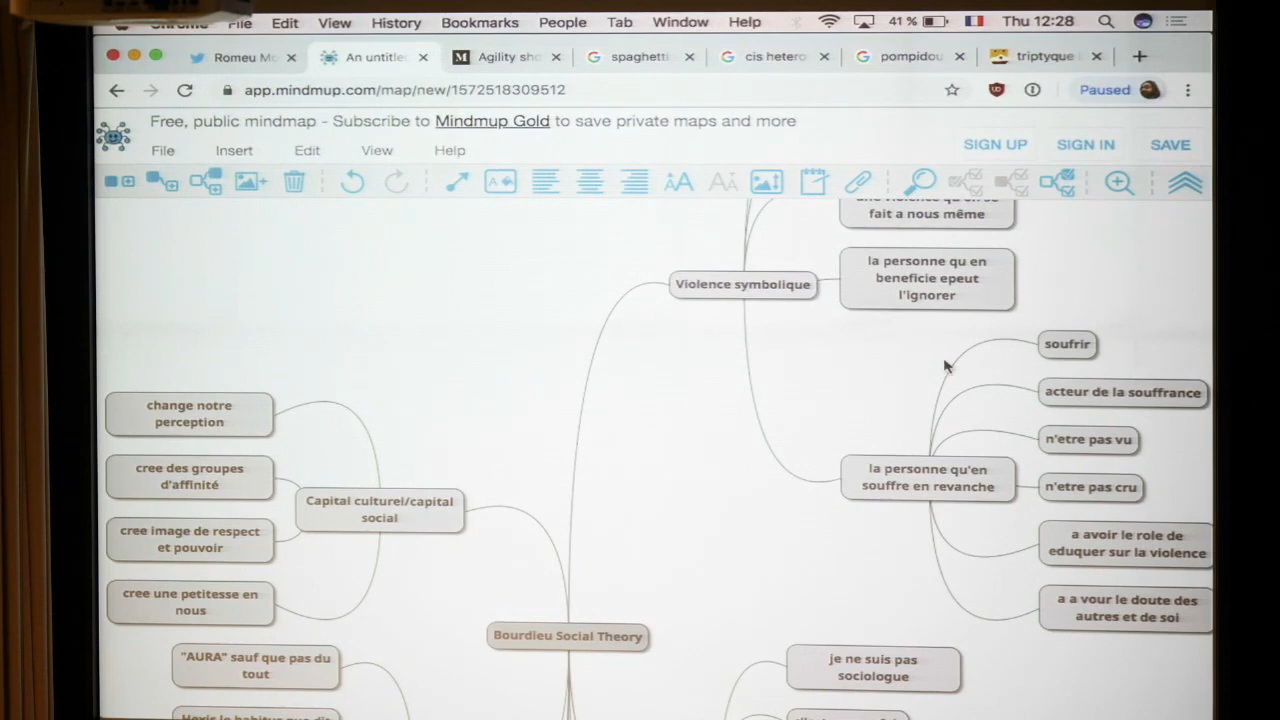 Chrome File Edit View History Bookmarks People Tab Window Help 41 % Thu 12:28
Romeu Mo
An untitle
Agility sho
spaghetti
cis hetero
pompidou
triptyque
app.mindmup.com/map/new/1572518309512
Paused
Free, public mindmap - Subscribe to Mindmup Gold to save private maps and more
File Insert Edit View Help
SIGN UP SIGN IN SAVE
une violence qu'on se
fait a nous même
Violence symbolique
la personne qu en
beneficie epeut
l'ignorer
soufrir
acteur de la souffrance
n'etre pas vu
la personne qu'en
souffre en revanche
n'etre pas cru
a avoir le role de
eduquer sur la violence
a a vour le doute des
autres et de soi
change notre
perception
cree des groupes
d'affinité
Capital culturel/capital
social
cree image de respect
et pouvoir
cree une petitesse en
nous
Bourdieu Social Theory
"AURA" sauf que pas du
tout
je ne suis pas
sociologue